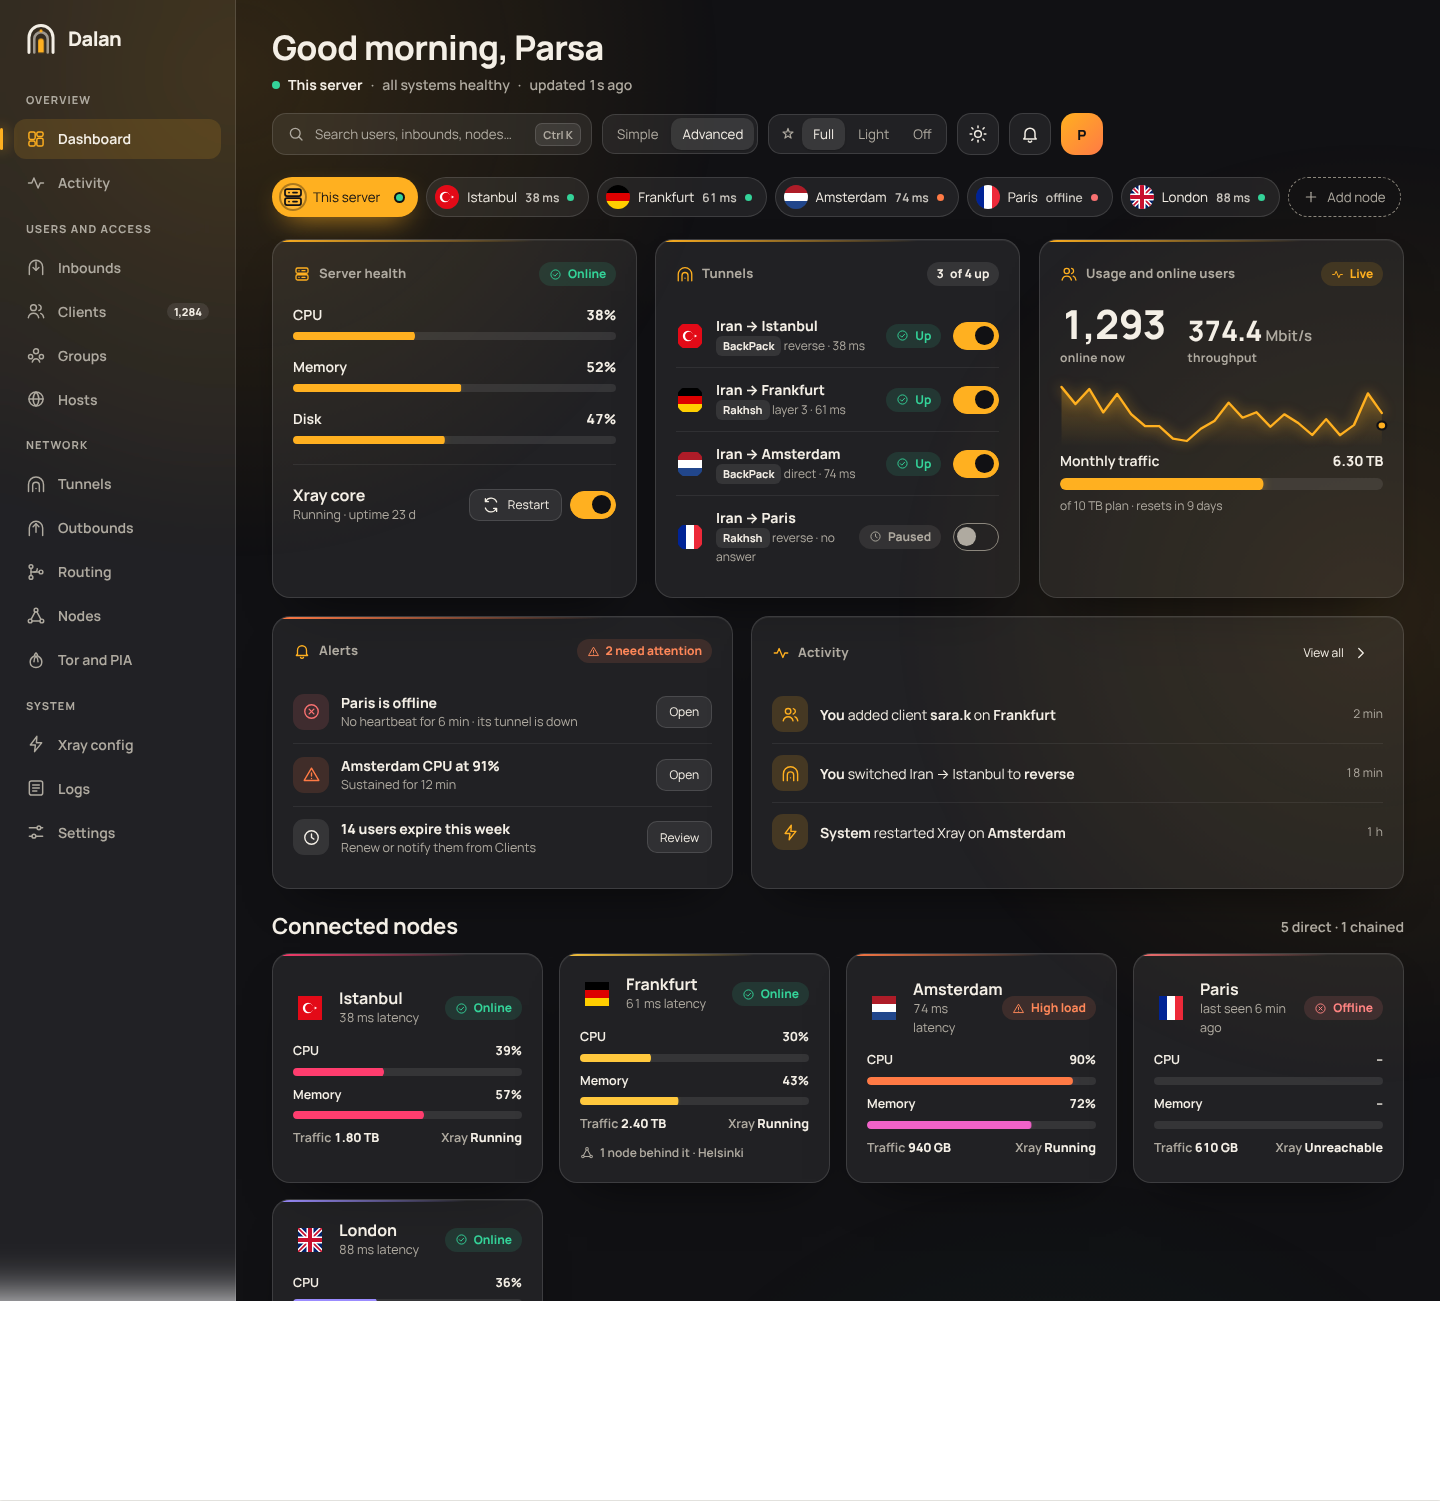 Dalan
OVERVIEW
Dashboard
Activity
USERS AND ACCESS
Inbounds
Clients 1,284
Groups
Hosts
NETWORK
Tunnels
Outbounds
Routing
Nodes
Tor and PIA
SYSTEM
Xray config
Logs
Settings
Good morning, Parsa
This server · all systems healthy · updated 1s ago
Search users, inbounds, nodes... Ctrl K Simple Advanced Full Light Off P
This server Istanbul 38 ms Frankfurt 61 ms Amsterdam 74 ms Paris offline London 88 ms + Add node
Server health Online
CPU 38%
Memory 52%
Disk 47%
Xray core
Running · uptime 23 d
Restart
Tunnels 3 of 4 up
Iran → Istanbul
BackPack reverse · 38 ms
Up
Iran → Frankfurt
Rakhsh layer 3 · 61 ms
Up
Iran → Amsterdam
BackPack direct · 74 ms
Up
Iran → Paris
Rakhsh reverse · no
answer
Paused
Usage and online users Live
1,293 374.4 Mbit/s
online now throughput
Monthly traffic 6.30 TB
of 10 TB plan · resets in 9 days
Alerts 2 need attention
Paris is offline
No heartbeat for 6 min · its tunnel is down
Open
Amsterdam CPU at 91%
Sustained for 12 min
Open
14 users expire this week
Renew or notify them from Clients
Review
Activity View all
You added client sara.k on Frankfurt 2 min
You switched Iran → Istanbul to reverse 18 min
System restarted Xray on Amsterdam 1 h
Connected nodes 5 direct · 1 chained
Istanbul
38 ms latency
Online
CPU 39%
Memory 57%
Traffic 1.80 TB Xray Running
Frankfurt
61 ms latency
Online
CPU 30%
Memory 43%
Traffic 2.40 TB Xray Running
1 node behind it · Helsinki
Amsterdam
74 ms
latency
High load
CPU 90%
Memory 72%
Traffic 940 GB Xray Running
Paris
last seen 6 min
ago
Offline
CPU –
Memory –
Traffic 610 GB Xray Unreachable
London
88 ms latency
Online
CPU 36%